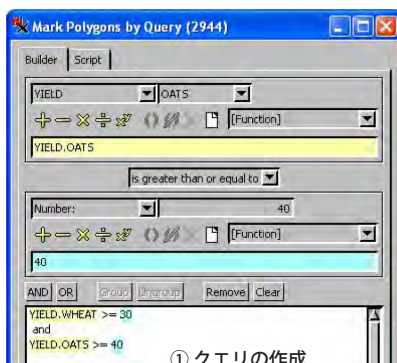 Mark Polygons by Query (2944)
Builder Script
YIELD OATS
[Function]
YIELD.OATS
is greater than or equal to
Number: 40
[Function]
40
AND OR Group Ungroup Remove Clear
YIELD.WHEAT >= 30
and
YIELD.OATS >= 40
① クエリの作成